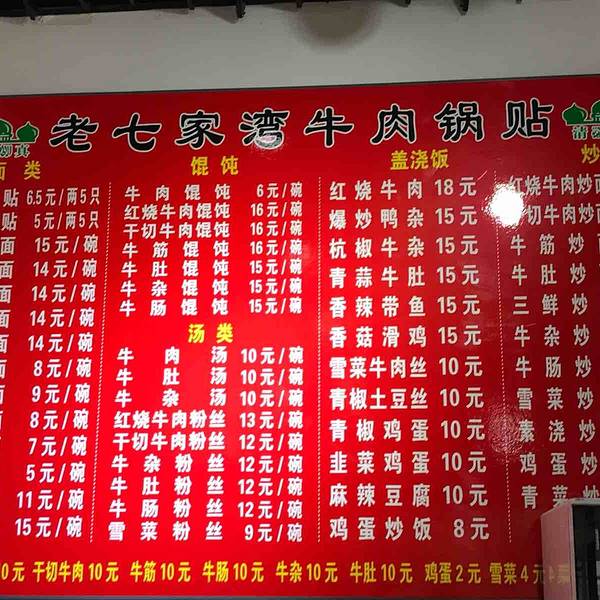 老七家湾牛肉锅贴
清真
清真
面 类
贴 6.5元/两5只
贴 5元/两5只
面 15元/碗
面 14元/碗
面 14元/碗
面 14元/碗
面 14元/碗
8元/碗
面 9元/碗
8元/碗
7元/碗
5元/碗
11元/碗
15元/碗
馄饨
牛肉馄饨 6元/碗
红烧牛肉馄饨 16元/碗
干切牛肉馄饨 16元/碗
牛筋馄饨 16元/碗
牛肚馄饨 15元/碗
牛杂馄饨 15元/碗
牛肠馄饨 15元/碗
汤类
牛肉汤 10元/碗
牛肚汤 10元/碗
牛杂汤 10元/碗
红烧牛肉粉丝 13元/碗
干切牛肉粉丝 12元/碗
牛杂粉丝 12元/碗
牛肚粉丝 12元/碗
牛肠粉丝 12元/碗
雪菜粉丝 9元/碗
盖浇饭
红烧牛肉 18元
爆炒鸭杂 15元
杭椒牛杂 15元
青蒜牛肚 15元
香辣带鱼 15元
香菇滑鸡 15元
雪菜牛肉丝 10元
青椒土豆丝 10元
青椒鸡蛋 10元
韭菜鸡蛋 10元
麻辣豆腐 10元
鸡蛋炒饭 8元
炒
红烧牛肉炒面
切牛肉炒面
牛筋炒
牛肚炒
三鲜炒
牛杂炒
牛肠炒
雪菜炒
素浇炒
鸡蛋炒
青菜
0元 干切牛肉10元 牛筋10元 牛肠10元 牛杂10元 牛肚10元 鸡蛋2元 雪菜4元